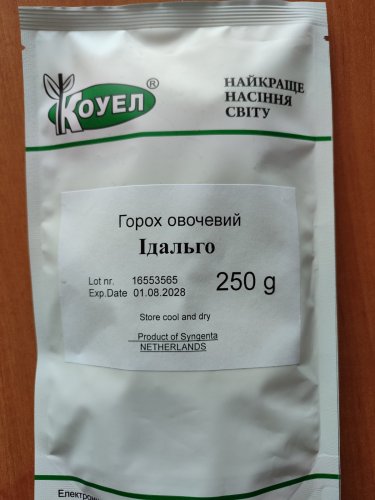 КОУЕЛ®
НАЙКРАЩЕ
НАСІННЯ
СВІТУ
Горох овочевий
Ідальго
Lot nr. 16553565
Exp.Date 01.08.2028
250 g
Store cool and dry
Product of Syngenta
NETHERLANDS